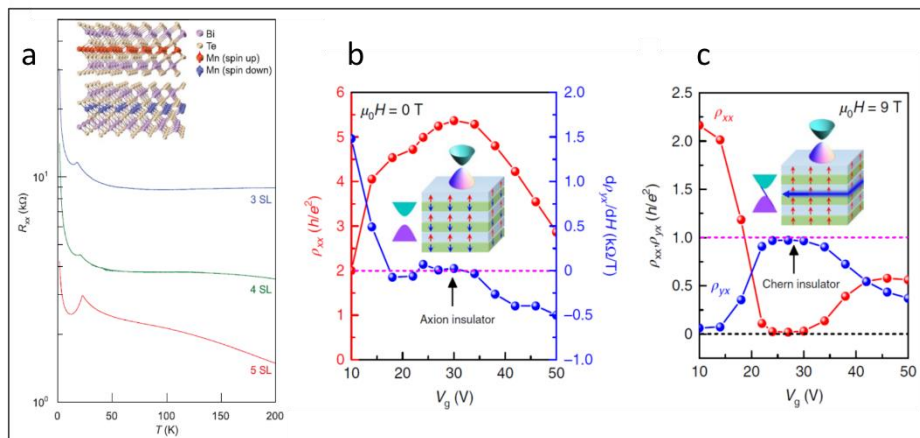 a
Bi
Te
Mn (spin up)
Mn (spin down)
10¹
10⁰
R_xx (kΩ)
3 SL
4 SL
5 SL
0 50 100 150 200
T (K)
b
μ₀H = 0 T
6
5
4
3
2
1
0
ρ_xx (h/e²)
2.0
1.5
1.0
0.5
0
−0.5
−1.0
dρ_yx/dH (kΩ/T)
Axion insulator
10 20 30 40 50
V_g (V)
c
μ₀H = 9 T
2.5
2.0
1.5
1.0
0.5
0
ρ_xx,ρ_yx (h/e²)
ρ_xx
ρ_yx
Chern insulator
10 20 30 40 50
V_g (V)